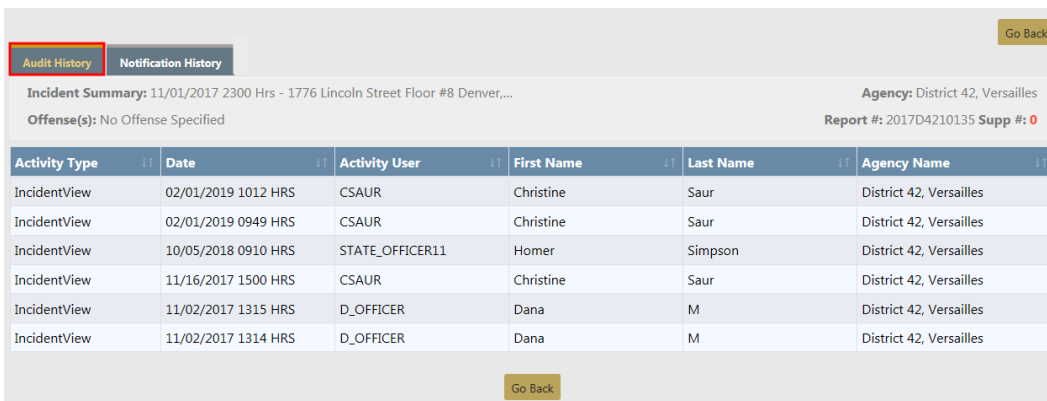 Go Back
Audit History Notification History
Incident Summary: 11/01/2017 2300 Hrs - 1776 Lincoln Street Floor #8 Denver,... Agency: District 42, Versailles
Offense(s): No Offense Specified Report #: 2017D4210135 Supp #: 0
Activity Type Date Activity User First Name Last Name Agency Name
IncidentView 02/01/2019 1012 HRS CSAUR Christine Saur District 42, Versailles
IncidentView 02/01/2019 0949 HRS CSAUR Christine Saur District 42, Versailles
IncidentView 10/05/2018 0910 HRS STATE_OFFICER11 Homer Simpson District 42, Versailles
IncidentView 11/16/2017 1500 HRS CSAUR Christine Saur District 42, Versailles
IncidentView 11/02/2017 1315 HRS D_OFFICER Dana M District 42, Versailles
IncidentView 11/02/2017 1314 HRS D_OFFICER Dana M District 42, Versailles
Go Back